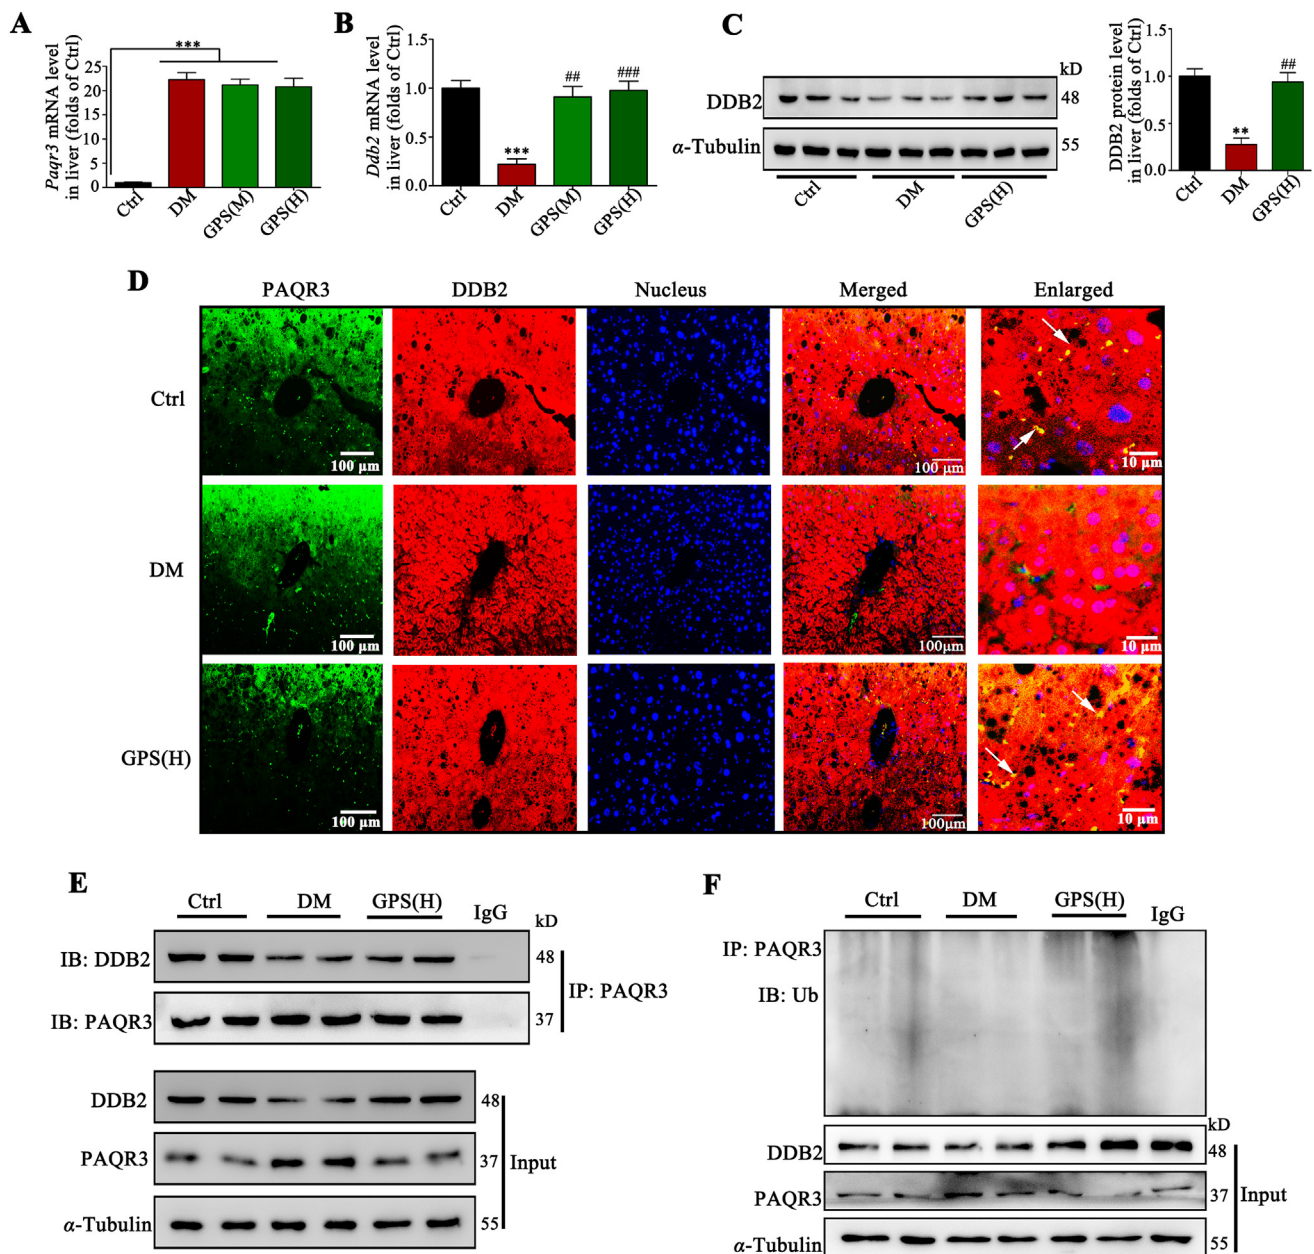 A
Paqr3 mRNA level
in liver (folds of Ctrl)
25
20
15
10
5
0
***
Ctrl
DM
GPS(M)
GPS(H)
B
Ddb2 mRNA level
in liver (folds of Ctrl)
1.5
1.0
0.5
0.0
***
##
###
Ctrl
DM
GPS(M)
GPS(H)
C
kD
DDB2
48
α-Tubulin
55
Ctrl
DM
GPS(H)
DDB2 protein level
in liver (folds of Ctrl)
1.5
1.0
0.5
0.0
**
##
Ctrl
DM
GPS(H)
D
PAQR3 DDB2 Nucleus Merged Enlarged
Ctrl
100 μm
100 μm
10 μm
DM
100 μm
100μm
10 μm
GPS(H)
100 μm
100μm
10 μm
E
Ctrl DM GPS(H) IgG kD
IB: DDB2 48
IP: PAQR3
IB: PAQR3 37
DDB2 48
PAQR3 37 Input
α-Tubulin 55
F
Ctrl DM GPS(H) IgG
IP: PAQR3
IB: Ub
kD
DDB2 48
PAQR3 37 Input
α-Tubulin 55